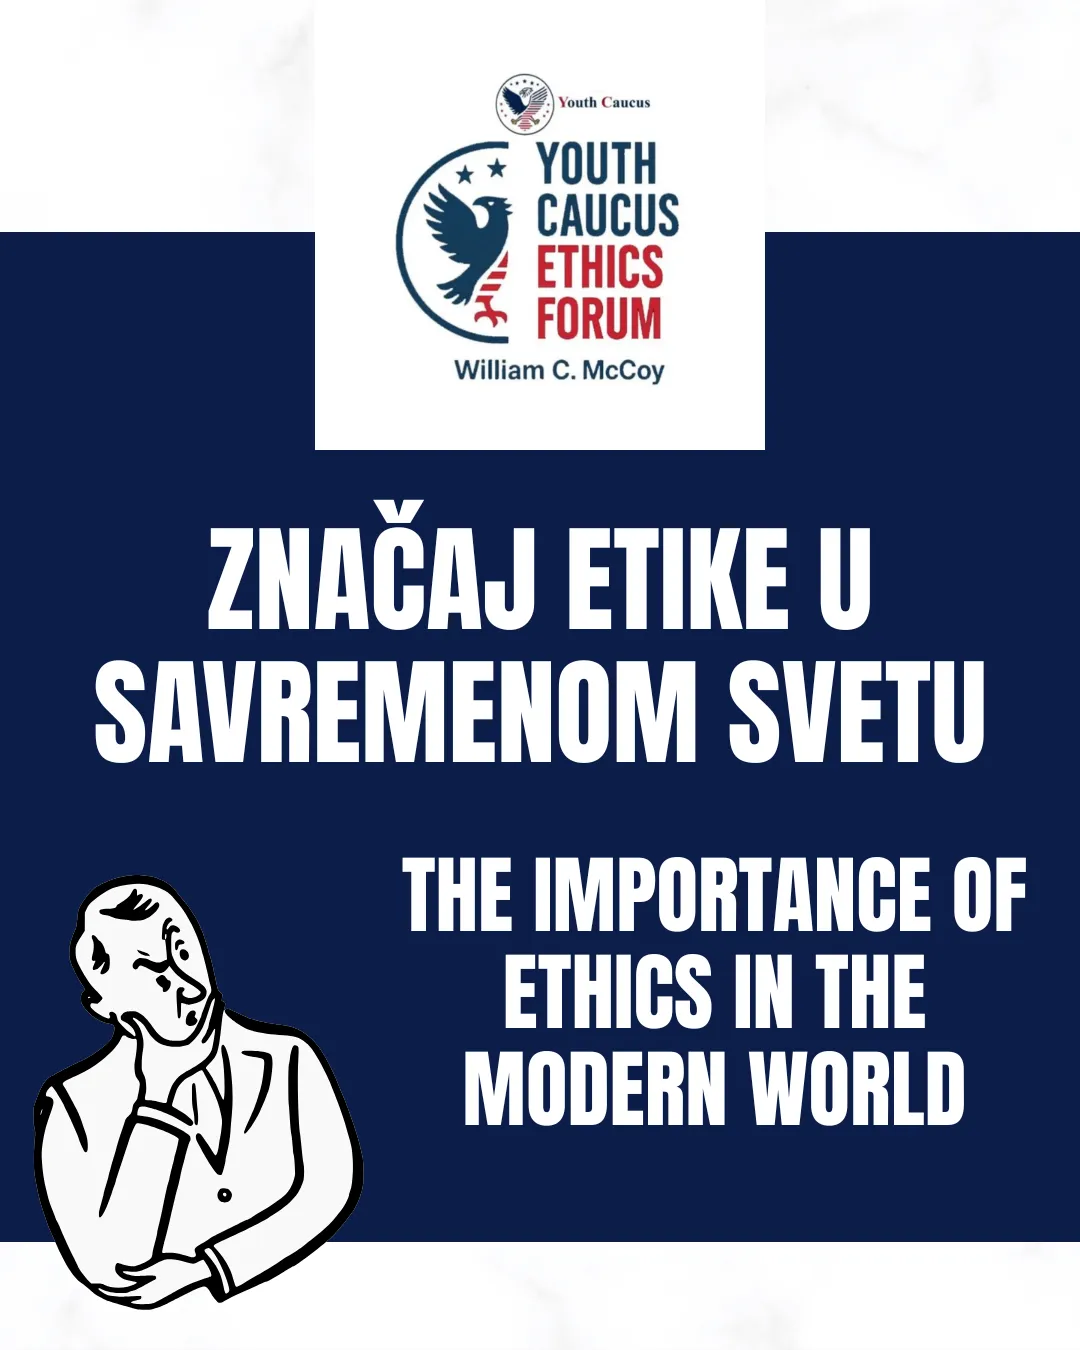 Youth Caucus
YOUTH
CAUCUS
ETHICS
FORUM
William C. McCoy
ZNAČAJ ETIKE U
SAVREMENOM SVETU
THE IMPORTANCE OF
ETHICS IN THE
MODERN WORLD